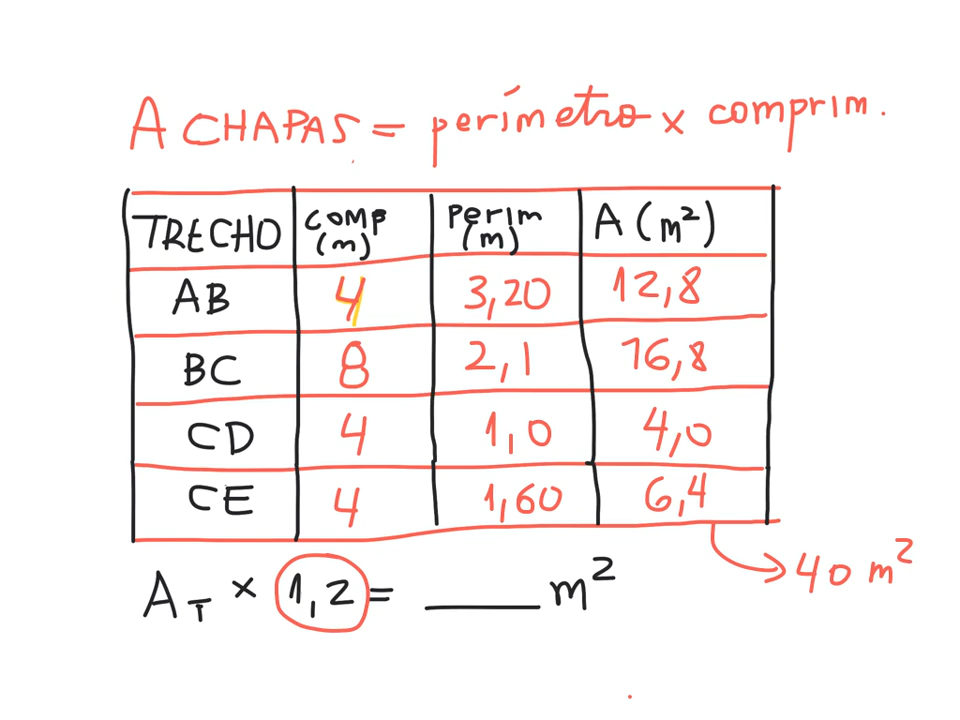 A CHAPAS = perímetro x comprim.
TRECHO comp (m) perim (m) A (m²)
AB 4 3,20 12,8
BC 8 2,1 16,8
CD 4 1,0 4,0
CE 4 1,60 6,4
40 m²
A_T x 1,2 = ____ m²